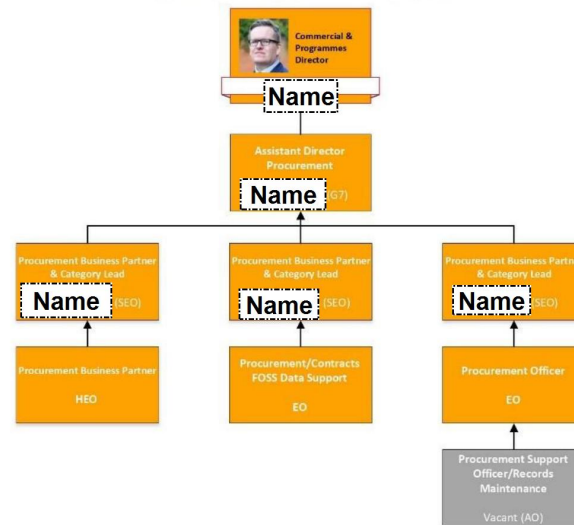 Commercial &
Programmes
Director
Name
Assistant Director
Procurement
Name (G7)
Procurement Business Partner
& Category Lead
Name (SEO)
Procurement Business Partner
& Category Lead
Name (SEO)
Procurement Business Partner
& Category Lead
Name (SEO)
Procurement Business Partner
HEO
Procurement/Contracts
FOSS Data Support
EO
Procurement Officer
EO
Procurement Support
Officer/Records
Maintenance
Vacant (AO)